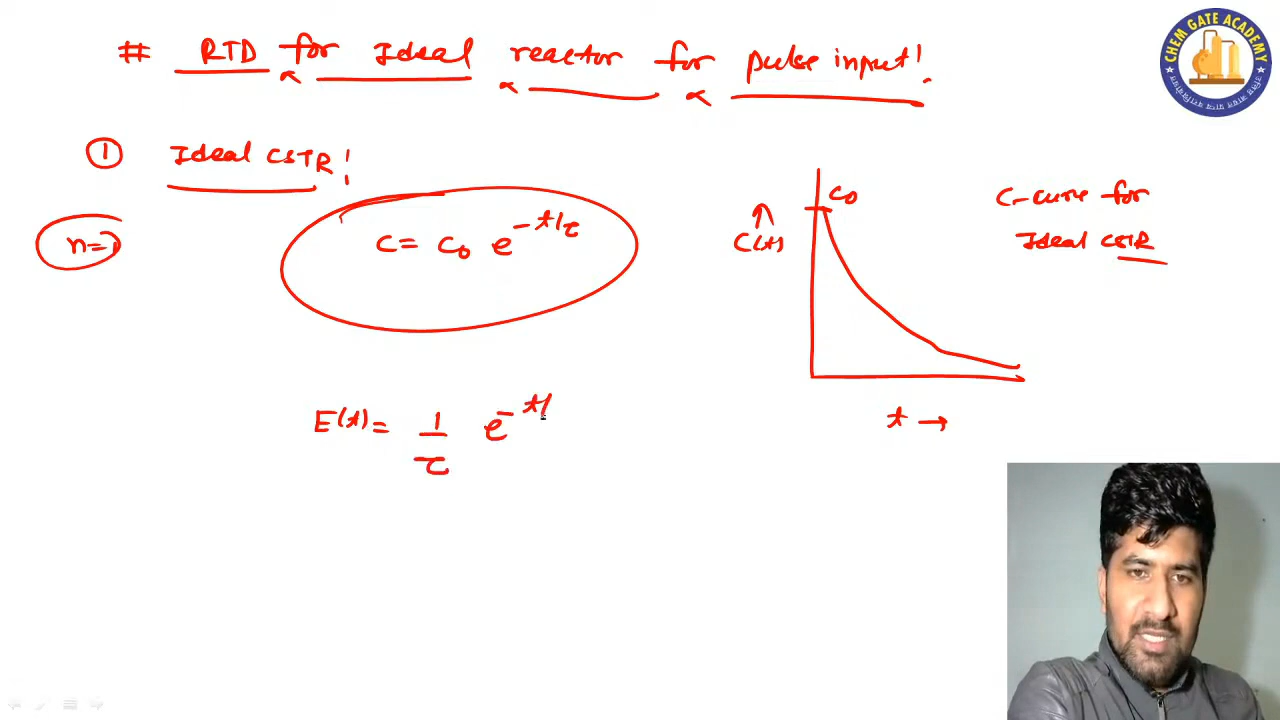 # RTD for Ideal reactor for pulse input!
CHEM GATE ACADEMY
① Ideal CSTR!
n=1
C = C₀ e^(-t/τ)
C₀
↑
C(t)
C-curve for
Ideal CSTR
E(t) = 1/τ e^(-t/
t →